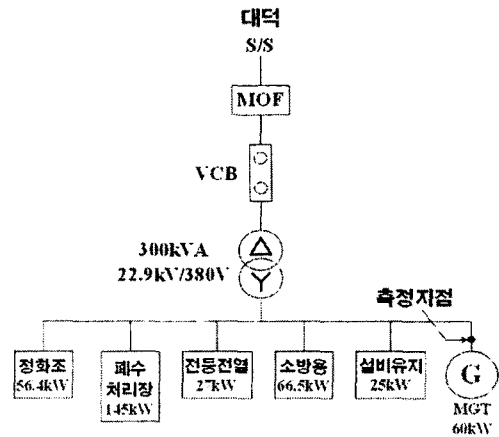 대덕
S/S
MOF
VCB
300kVA
22.9kV/380V
측정지점
정화조
56.4kW
폐수
처리장
145kW
전등전열
27kW
소방용
66.5kW
설비유지
25kW
G
MGT
60kW